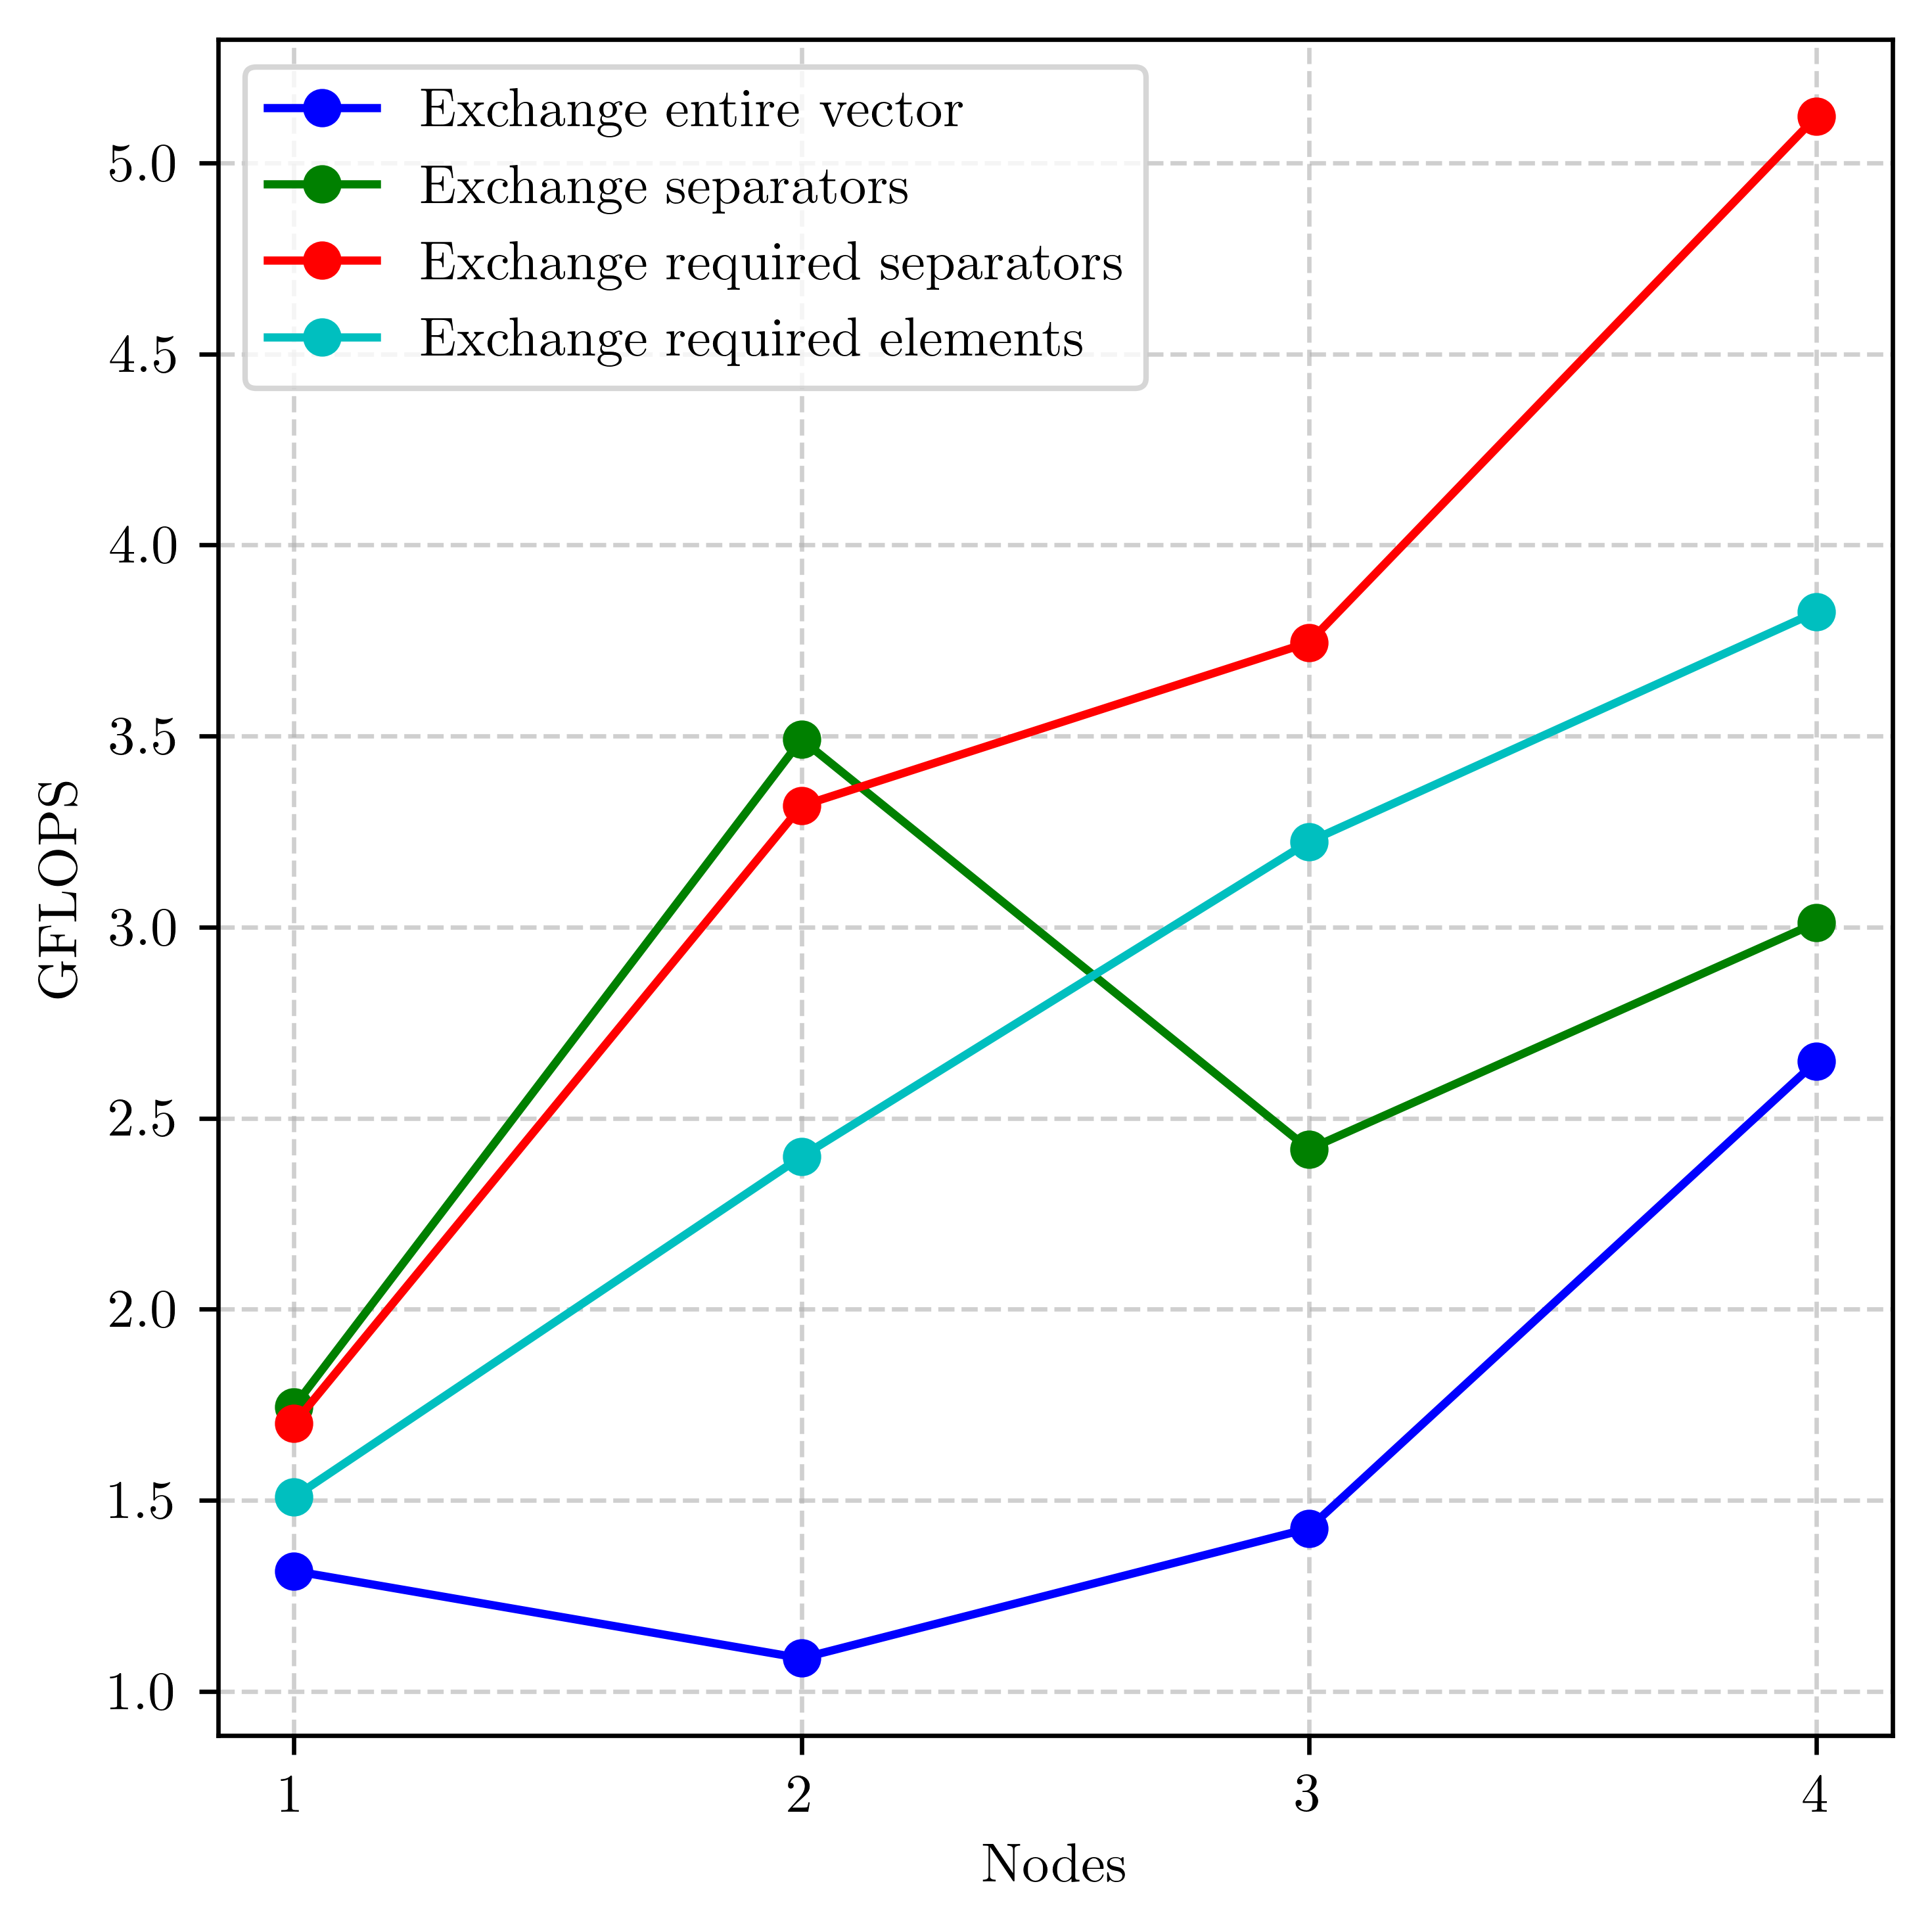 Exchange entire vector
Exchange separators
Exchange required separators
Exchange required elements
5.0
4.5
4.0
3.5
3.0
2.5
2.0
1.5
1.0
GFLOPS
1 2 3 4
Nodes